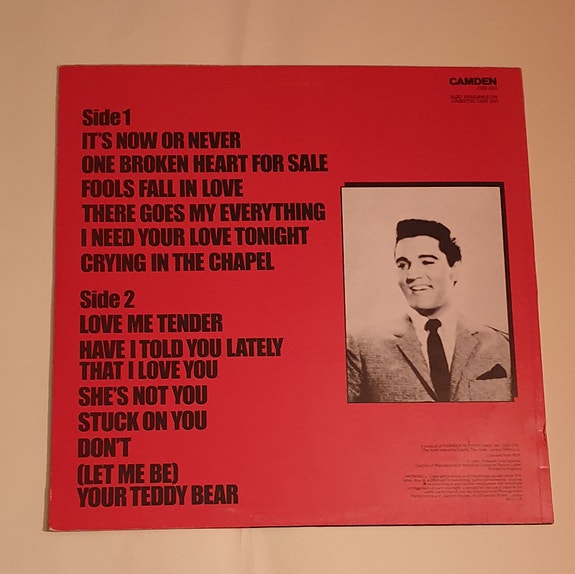 CAMDEN
Side 1
IT'S NOW OR NEVER
ONE BROKEN HEART FOR SALE
FOOLS FALL IN LOVE
THERE GOES MY EVERYTHING
I NEED YOUR LOVE TONIGHT
CRYING IN THE CHAPEL
Side 2
LOVE ME TENDER
HAVE I TOLD YOU LATELY
THAT I LOVE YOU
SHE'S NOT YOU
STUCK ON YOU
DON'T
(LET ME BE)
YOUR TEDDY BEAR